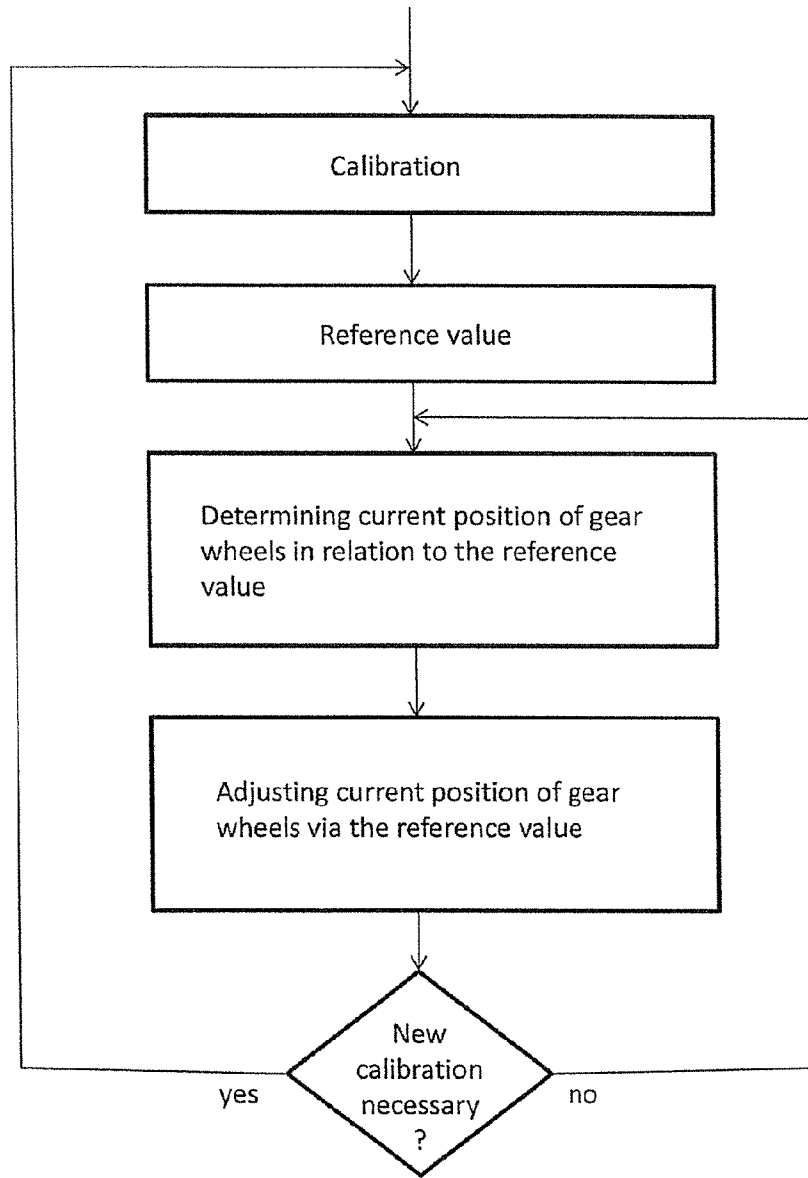 Calibration
Reference value
Determining current position of gear
wheels in relation to the reference
value
Adjusting current position of gear
wheels via the reference value
New
calibration
necessary
?
yes
no